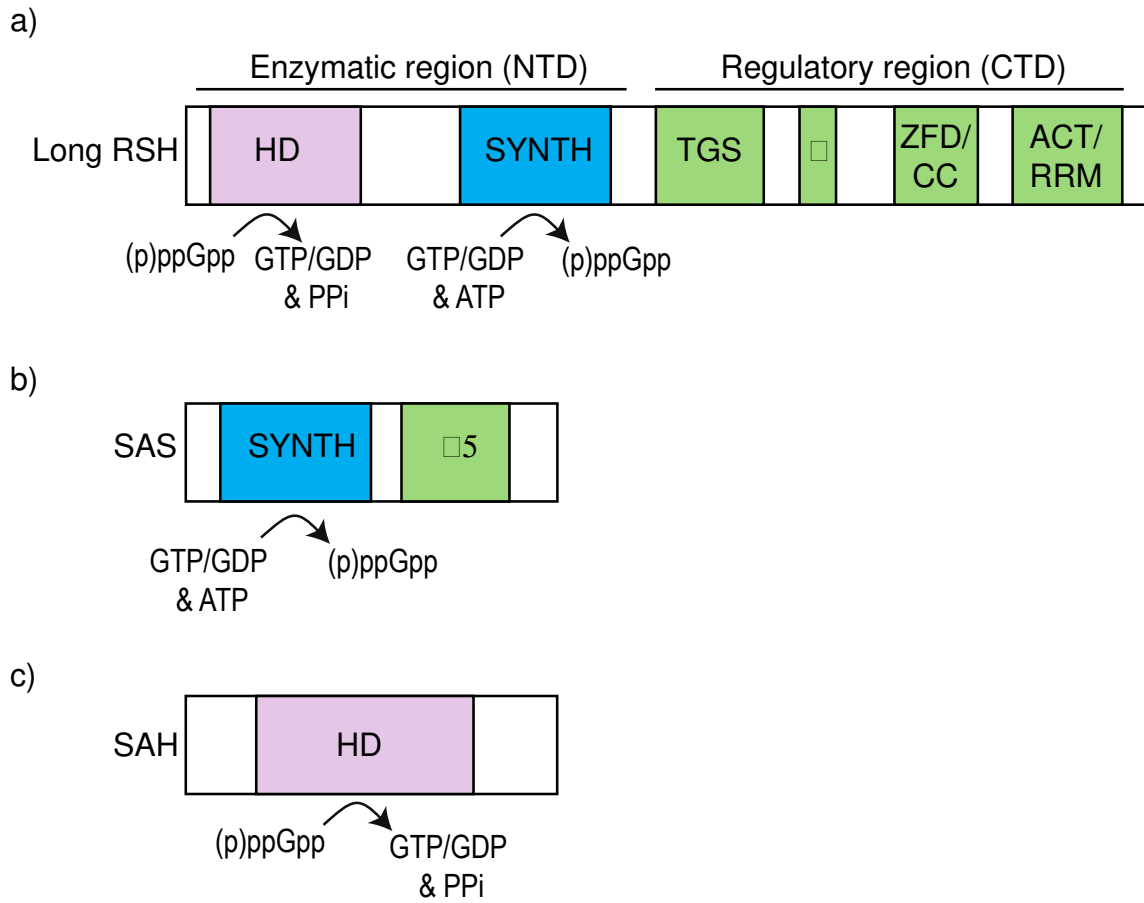 a)
Enzymatic region (NTD)
Regulatory region (CTD)
Long RSH
HD
SYNTH
TGS
□
ZFD/
CC
ACT/
RRM
(p)ppGpp
GTP/GDP
& PPi
GTP/GDP
& ATP
(p)ppGpp
b)
SAS
SYNTH
□5
GTP/GDP
& ATP
(p)ppGpp
c)
SAH
HD
(p)ppGpp
GTP/GDP
& PPi